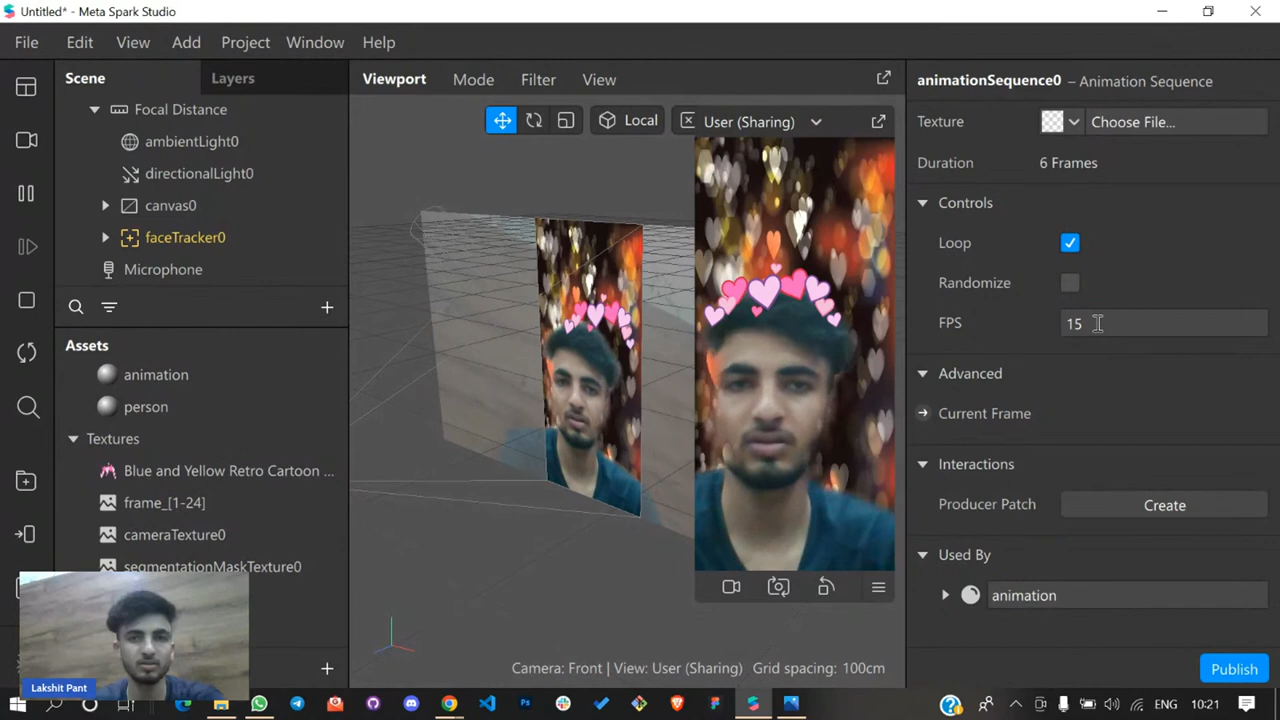 Untitled* - Meta Spark Studio
File Edit View Add Project Window Help
Scene Layers
Focal Distance
ambientLight0
directionalLight0
canvas0
faceTracker0
Microphone
Assets
animation
person
Textures
Blue and Yellow Retro Cartoon ...
frame_[1-24]
cameraTexture0
segmentationMaskTexture0
Lakshit Pant
Viewport Mode Filter View
Local
User (Sharing)
Camera: Front | View: User (Sharing) Grid spacing: 100cm
animationSequence0 – Animation Sequence
Texture Choose File...
Duration 6 Frames
Controls
Loop
Randomize
FPS 15
Advanced
Current Frame
Interactions
Producer Patch Create
Used By
animation
Publish
ENG 10:21